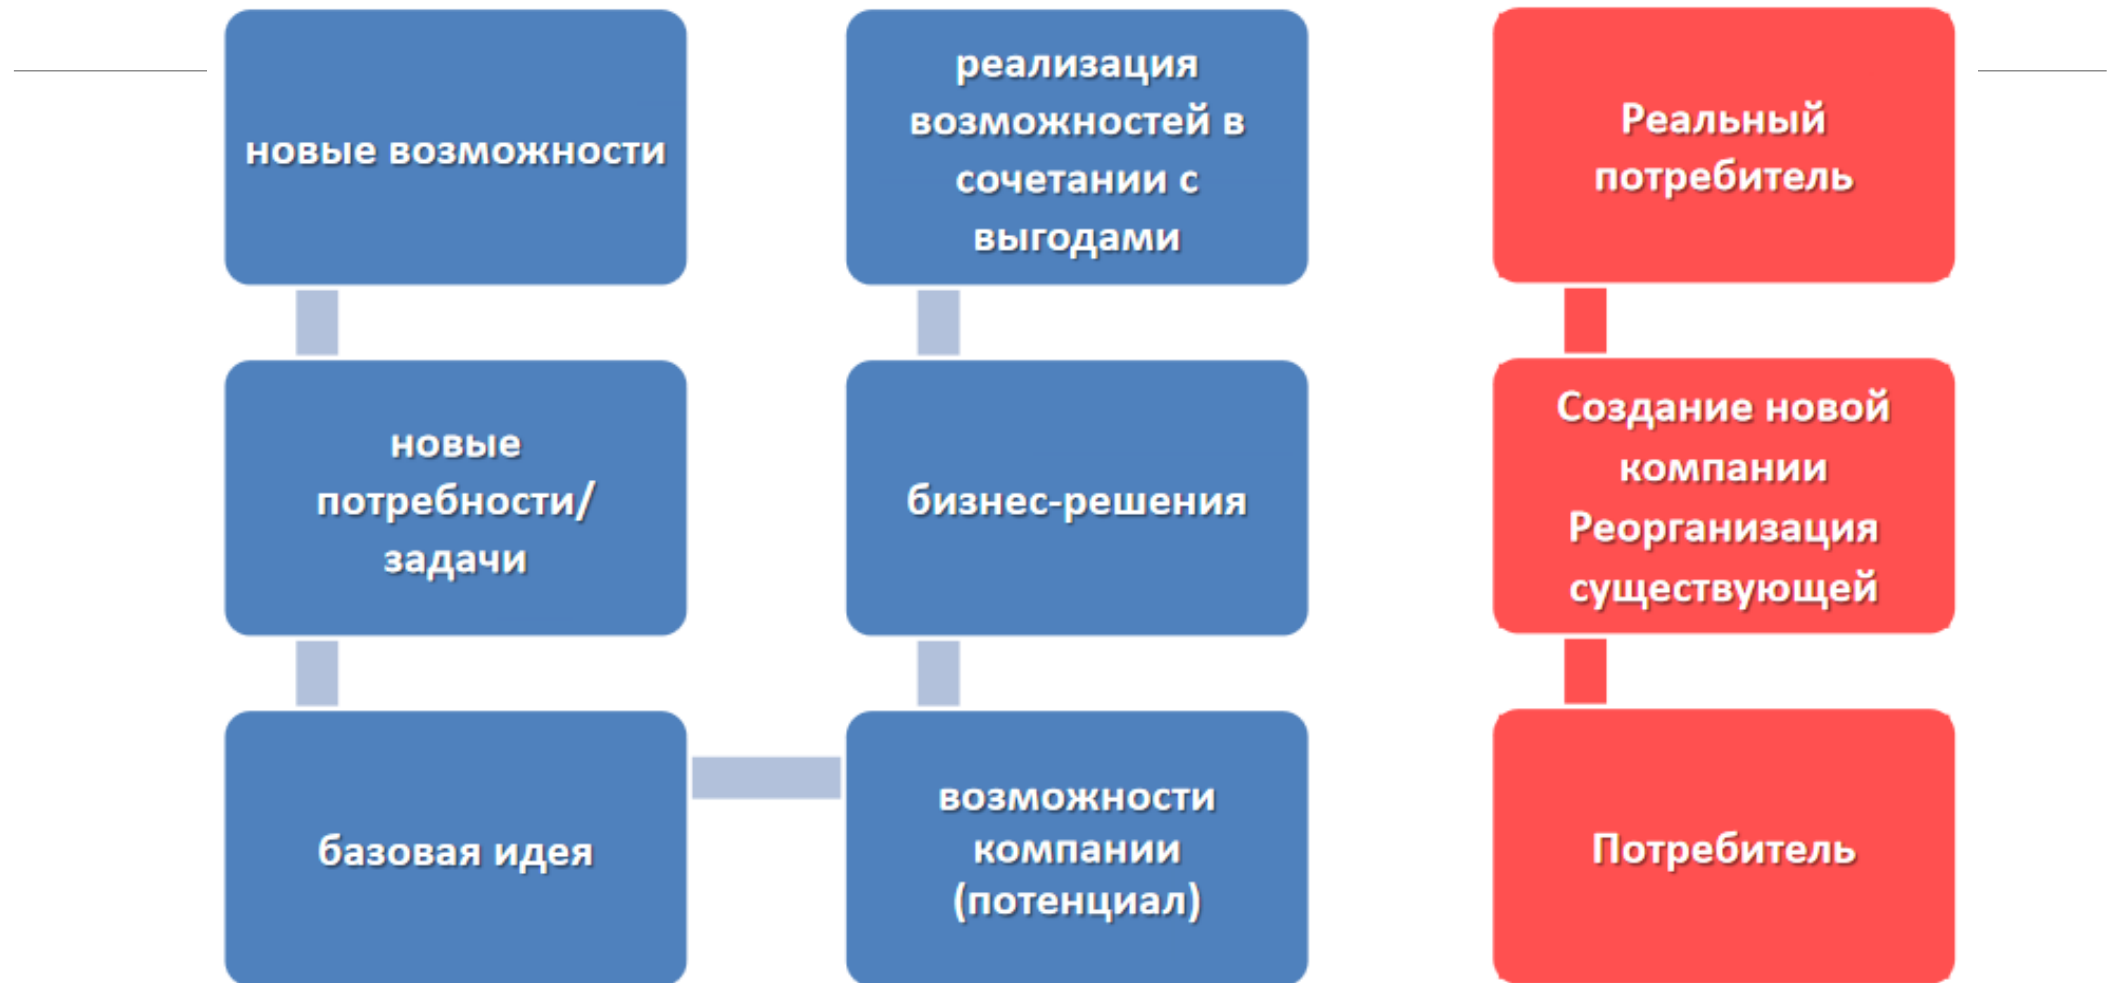 новые возможности
новые
потребности/
задачи
базовая идея
реализация
возможностей в
сочетании с
выгодами
бизнес-решения
возможности
компании
(потенциал)
Реальный
потребитель
Создание новой
компании
Реорганизация
существующей
Потребитель